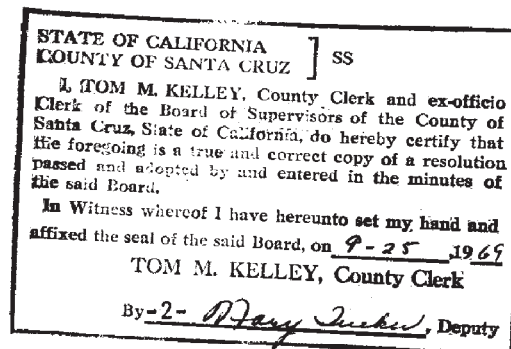 STATE OF CALIFORNIA
COUNTY OF SANTA CRUZ ] SS
I, TOM M. KELLEY, County Clerk and ex-officio
Clerk of the Board of Supervisors of the County of
Santa Cruz, State of California, do hereby certify that
the foregoing is a true and correct copy of a resolution
passed and adopted by and entered in the minutes of
the said Board.
In Witness whereof I have hereunto set my hand and
affixed the seal of the said Board, on 9-25, 1969
TOM M. KELLEY, County Clerk
By -2- Mary Tucker, Deputy